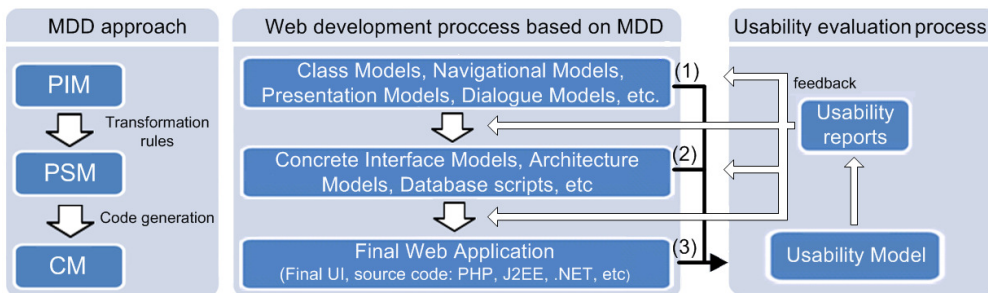 MDD approach
PIM
Transformation
rules
PSM
Code generation
CM
Web development proccess based on MDD
Class Models, Navigational Models,
Presentation Models, Dialogue Models, etc.
(1)
Concrete Interface Models, Architecture
Models, Database scripts, etc
(2)
Final Web Application
(Final UI, source code: PHP, J2EE, .NET, etc)
(3)
Usability evaluation process
feedback
Usability
reports
Usability Model